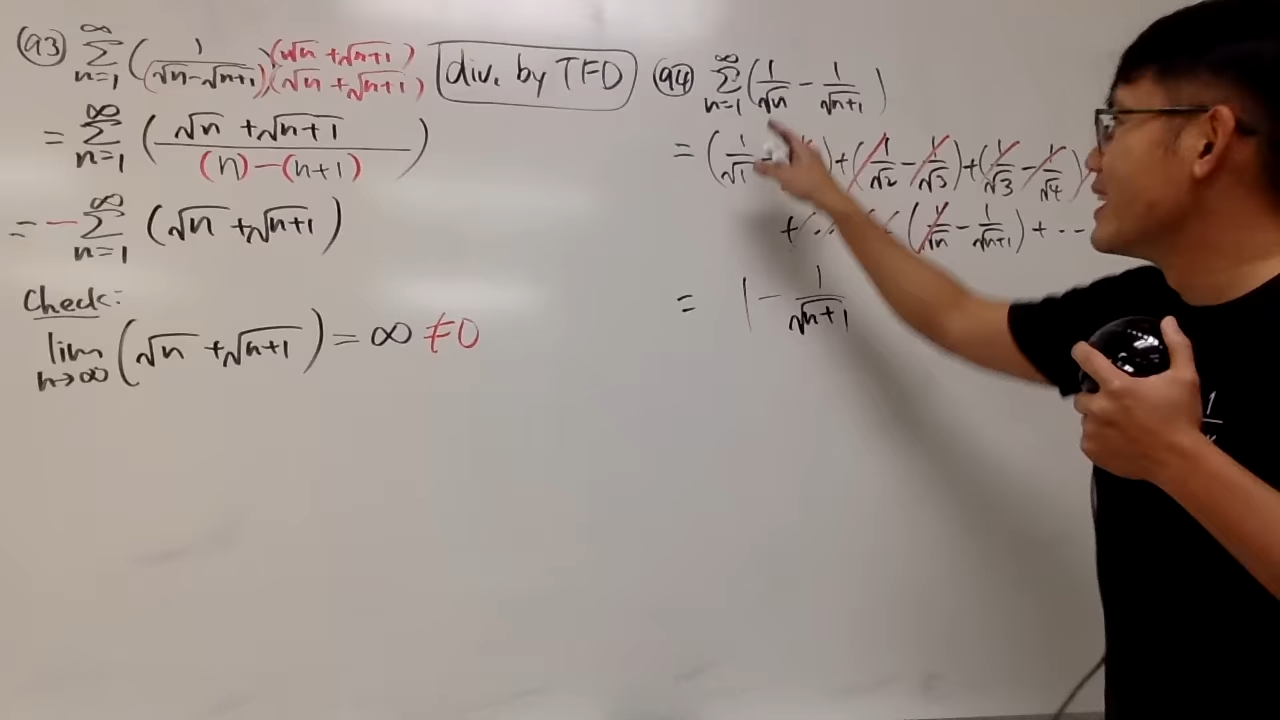 (93) ∑_{n=1}^{∞} (1/(√n - √n+1)) (√n + √n+1)/(√n + √n+1) div. by TFD
= ∑_{n=1}^{∞} ((√n + √n+1)/((n) - (n+1)))
= - ∑_{n=1}^{∞} (√n + √n+1)
Check:
lim_{n→∞} (√n + √n+1) = ∞ ≠ 0
(94) ∑_{n=1}^{∞} (1/√n - 1/√n+1)
= (1/√1 - ) + (1/√2 - 1/√3) + (1/√3 - 1/√4)
+ ... (1/√n - 1/√n+1) + ...
= 1 - 1/√n+1